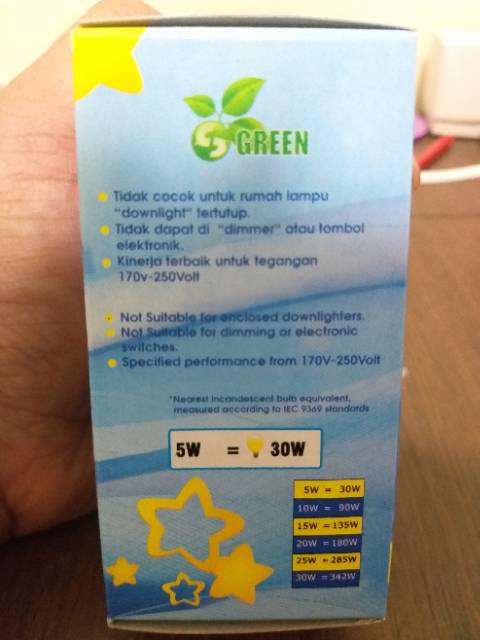 GREEN
Tidak cocok untuk rumah lampu
"downlight" tertutup.
Tidak dapat di "dimmer" atau tombol
elektronik.
Kinerja terbaik untuk tegangan
170v-250Volt
Not Suitable for enclosed downlighters.
Not Suitable for dimming or electronic
switches.
Specified performance from 170V-250Volt
*Nearest incandescent bulb equivalent,
measured according to IEC 9369 standards
5W = 30W
5W = 30W
10W = 90W
15W =135W
20W =180W
25W =285W
30W =342W